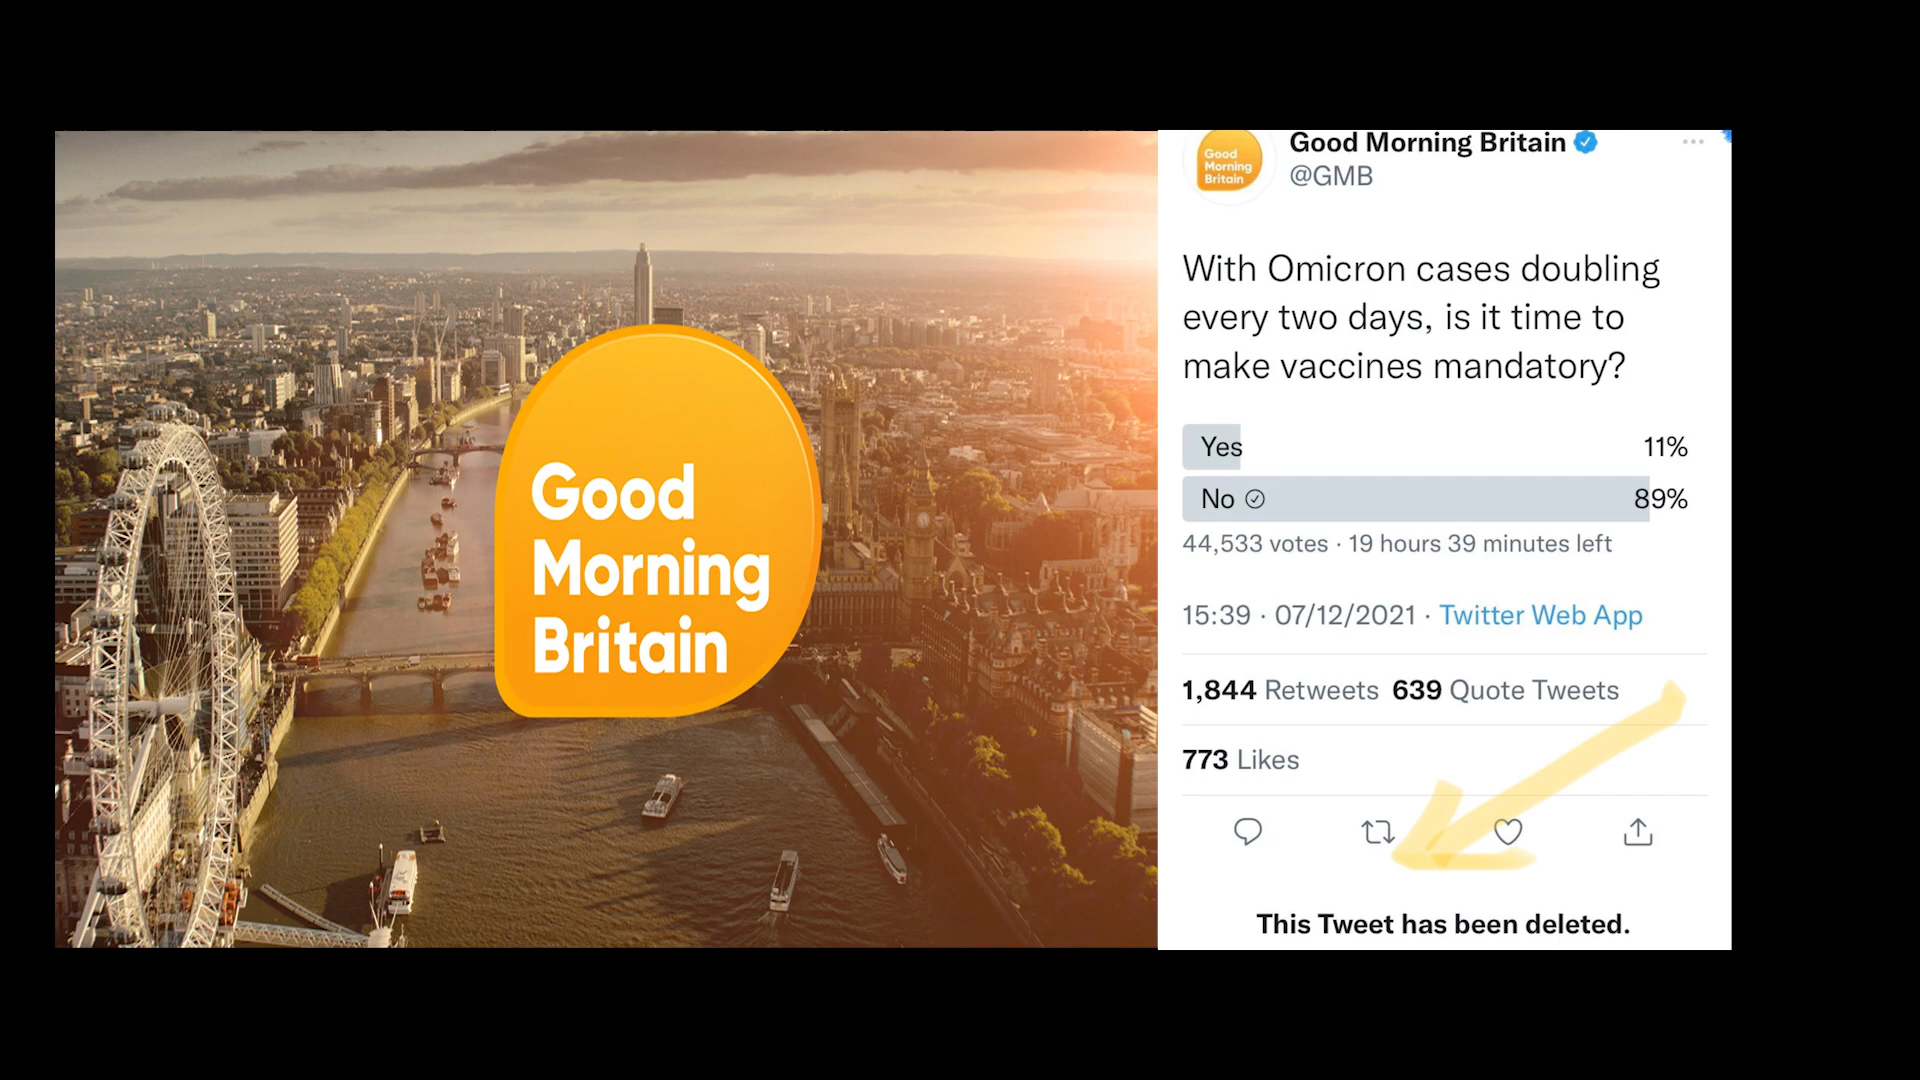 Good
Morning
Britain
Good
Morning
Britain
Good Morning Britain
@GMB
With Omicron cases doubling
every two days, is it time to
make vaccines mandatory?
Yes 11%
No 89%
44,533 votes · 19 hours 39 minutes left
15:39 · 07/12/2021 · Twitter Web App
1,844 Retweets 639 Quote Tweets
773 Likes
This Tweet has been deleted.